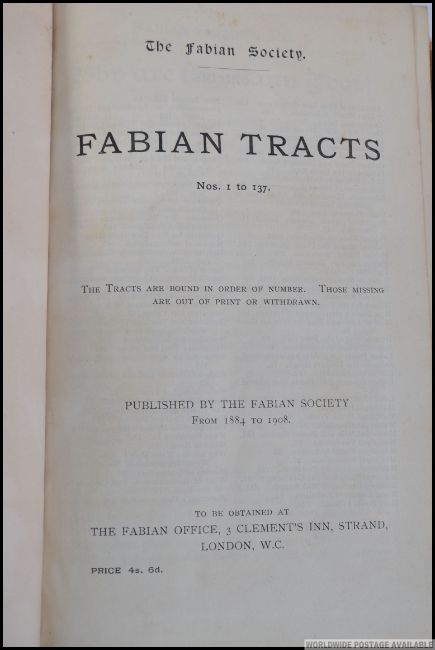 The Fabian Society.
FABIAN TRACTS
Nos. 1 to 137.
THE TRACTS ARE BOUND IN ORDER OF NUMBER. THOSE MISSING
ARE OUT OF PRINT OR WITHDRAWN.
PUBLISHED BY THE FABIAN SOCIETY
FROM 1884 TO 1908.
TO BE OBTAINED AT
THE FABIAN OFFICE, 3 CLEMENT'S INN, STRAND,
LONDON, W.C.
PRICE 4s. 6d.
WORLDWIDE POSTAGE AVAILABLE